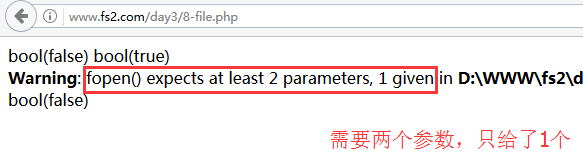 www.fs2.com/day3/8-file.php
bool(false) bool(true)
Warning: fopen() expects at least 2 parameters, 1 given in D:\WWW\fs2\d
bool(false)
需要两个参数，只给了1个